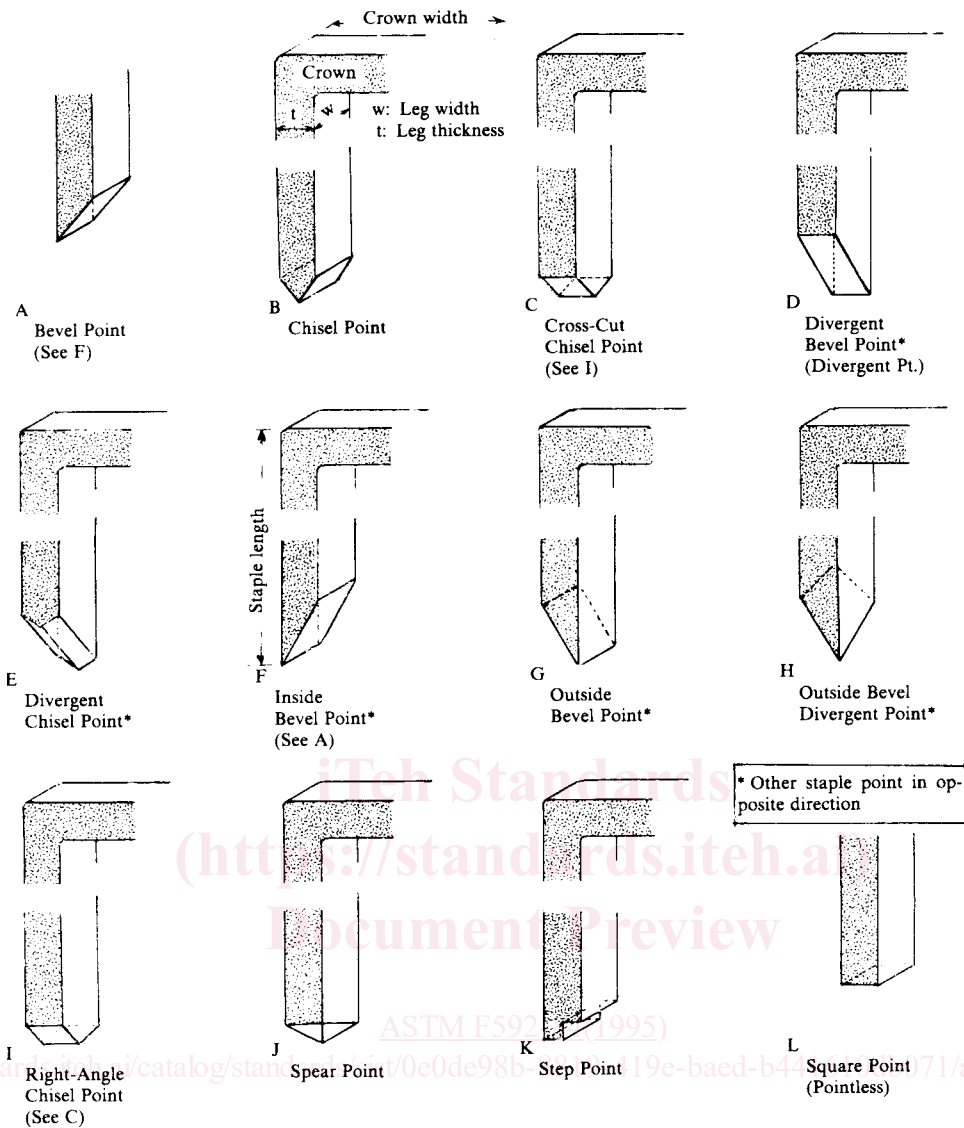 Crown width
Crown
w
t
w: Leg width
t: Leg thickness
A
Bevel Point
(See F)
B
Chisel Point
C
Cross-Cut
Chisel Point
(See I)
D
Divergent
Bevel Point*
(Divergent Pt.)
E
Divergent
Chisel Point*
Staple length
F
Inside
Bevel Point*
(See A)
G
Outside
Bevel Point*
H
Outside Bevel
Divergent Point*
iTeh Standards
(https://standards.iteh.ai)
Document Preview
* Other staple point in op-
posite direction
I
Right-Angle
Chisel Point
(See C)
J
Spear Point
ASTM F592 (1995)
K
Step Point
L
Square Point
(Pointless)